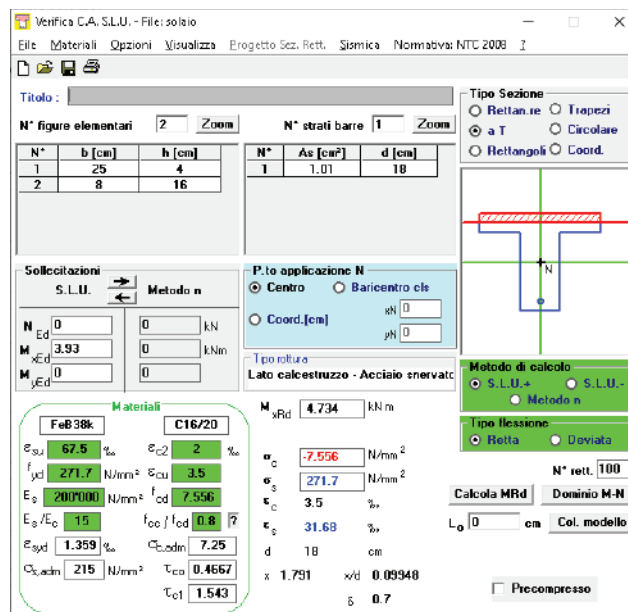 Verifica C.A. S.L.U. - File: solaio
File Materiali Opzioni Visualizza Progetto Sez. Rett. Sismica Normativa: NTC 2008 ?
Titolo :
N° figure elementari 2 Zoom
N° strati barre 1 Zoom
N° b [cm] h [cm]
1 25 4
2 8 16
N° As [cm²] d [cm]
1 1.01 18
Tipo Sezione
Rettan.re Trapezi
a T Circolare
Rettangoli Coord.
N
Sollecitazioni
S.L.U. Metodo n
N Ed 0 0 kN
M xEd 3.93 0 kNm
M yEd 0 0
P.to applicazione N
Centro Baricentro cls
Coord.[cm]
xN 0
yN 0
Tipo rottura
Lato calcestruzzo - Acciaio snervato
Metodo di calcolo
S.L.U.+ S.L.U.-
Metodo n
Tipo flessione
Retta Deviata
N° rett. 100
Calcola MRd Dominio M-N
L₀ 0 cm Col. modello
Precompresso
Materiali
FeB38k C16/20
εsu 67.5 ‰ εc2 2 ‰
fyd 271.7 N/mm² εcu 3.5
Es 200'000 N/mm² fcd 7.556
Es/Ec 15 fcc/fcd 0.8 ?
εsyd 1.359 ‰ σc,adm 7.25
σs,adm 215 N/mm² τco 0.4667
τc1 1.543
M xRd 4.734 kN m
σc -7.556 N/mm²
σs 271.7 N/mm²
εc 3.5 ‰
εs 31.68 ‰
d 18 cm
x 1.791 x/d 0.09948
δ 0.7